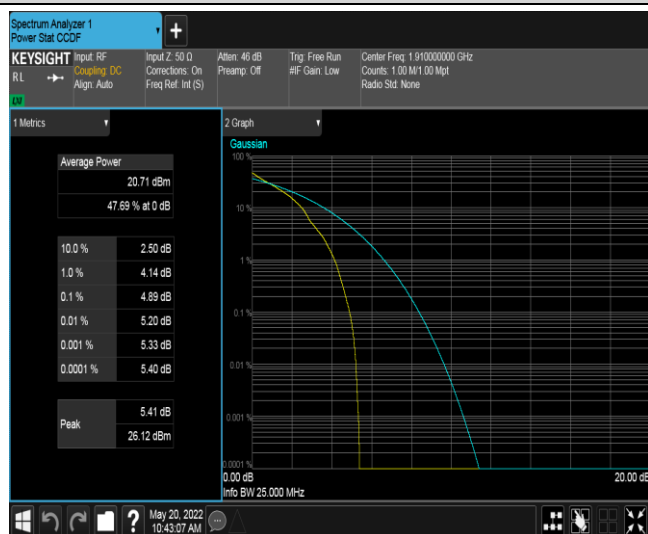 Spectrum Analyzer 1
Power Stat CCDF
+
KEYSIGHT
RL
LXI
Input: RF
Coupling: DC
Align: Auto
Input Z: 50 Ω
Corrections: On
Freq Ref: Int (S)
Atten: 46 dB
Preamp: Off
Trig: Free Run
#IF Gain: Low
Center Freq: 1.910000000 GHz
Counts: 1.00 M/1.00 Mpt
Radio Std: None
1 Metrics
Average Power
20.71 dBm
47.69 % at 0 dB
10.0 % 2.50 dB
1.0 % 4.14 dB
0.1 % 4.89 dB
0.01 % 5.20 dB
0.001 % 5.33 dB
0.0001 % 5.40 dB
Peak
5.41 dB
26.12 dBm
2 Graph
Gaussian
100 %
10 %
1 %
0.1 %
0.01 %
0.001 %
0.0001 %
0.00 dB 20.00 dB
Info BW 25.000 MHz
?
May 20, 2022
10:43:07 AM